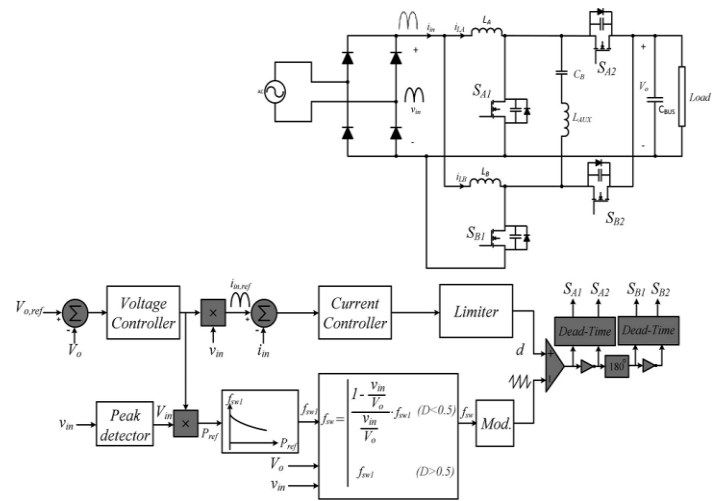 i_in
i_LA
L_A
AC
+
v_in
-
S_A1
C_B
L_AUX
S_A2
+
V_o
-
C_BUS
Load
i_LB
L_B
S_B1
S_B2
V_o,ref
+
-
Σ
V_o
Voltage
Controller
×
v_in
i_in,ref
+
-
Σ
i_in
Current
Controller
Limiter
d
+
-
S_A1 S_A2 S_B1 S_B2
Dead-Time
Dead-Time
180°
v_in
Peak
detector
V_in
×
P_ref
f_sw1
P_ref
f_sw1
V_o
v_in
f_sw = (1 - v_in/V_o)/(v_in/V_o) · f_sw1 (D<0.5)
f_sw1 (D>0.5)
f_sw
Mod.